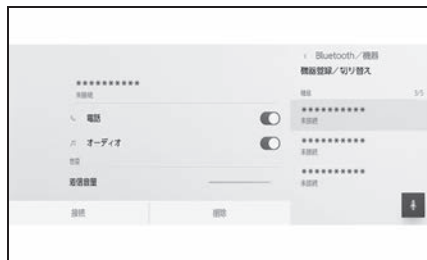 ‹ Bluetooth／機器
機器登録／切り替え
**********
未接続
電話
オーディオ
音量
着信音量
接続
削除
機器
5/5
**********
未接続
**********
未接続
**********
未接続